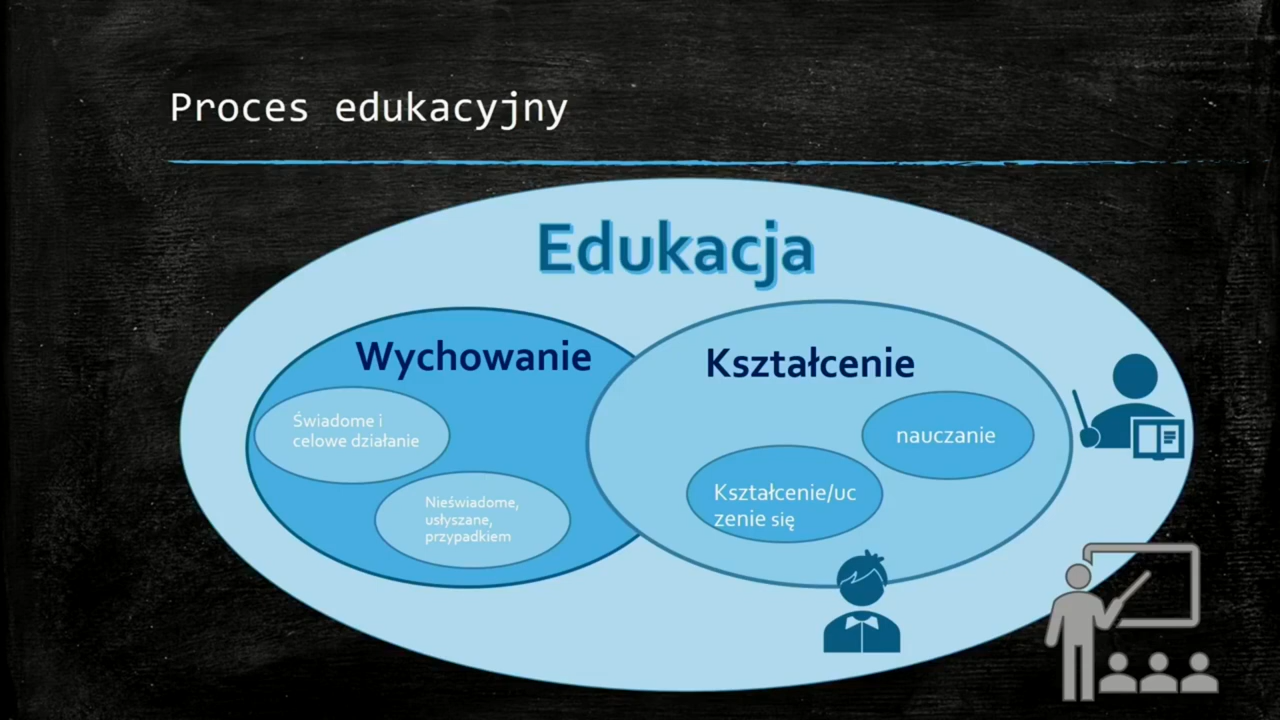 Proces edukacyjny
Edukacja
Wychowanie
Świadome i
celowe działanie
Nieświadome,
usłyszane,
przypadkiem
Kształcenie
nauczanie
Kształcenie/uc
zenie się